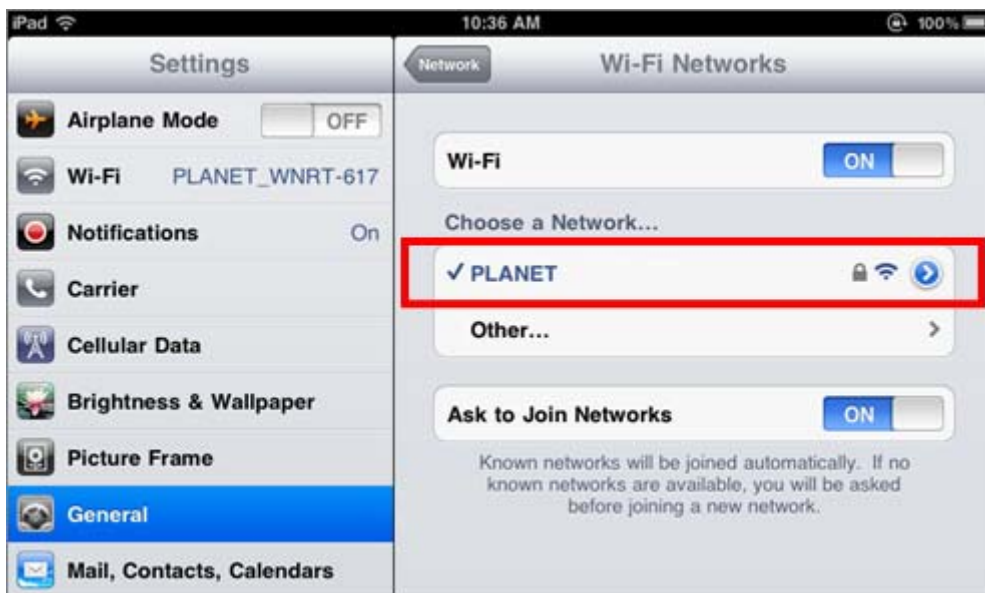 iPad
10:36 AM
100%
Settings
Airplane Mode OFF
Wi-Fi PLANET_WNRT-617
Notifications On
Carrier
Cellular Data
Brightness & Wallpaper
Picture Frame
General
Mail, Contacts, Calendars
Network
Wi-Fi Networks
Wi-Fi ON
Choose a Network...
✓ PLANET
Other...
Ask to Join Networks ON
Known networks will be joined automatically. If no
known networks are available, you will be asked
before joining a new network.